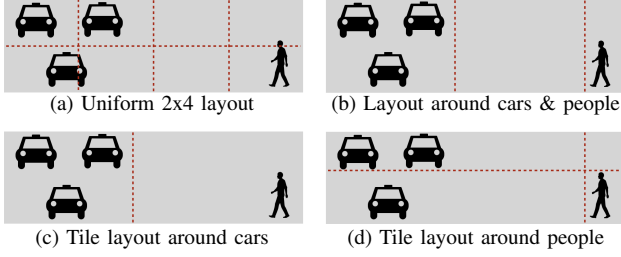 (a) Uniform 2x4 layout
(b) Layout around cars & people
(c) Tile layout around cars
(d) Tile layout around people